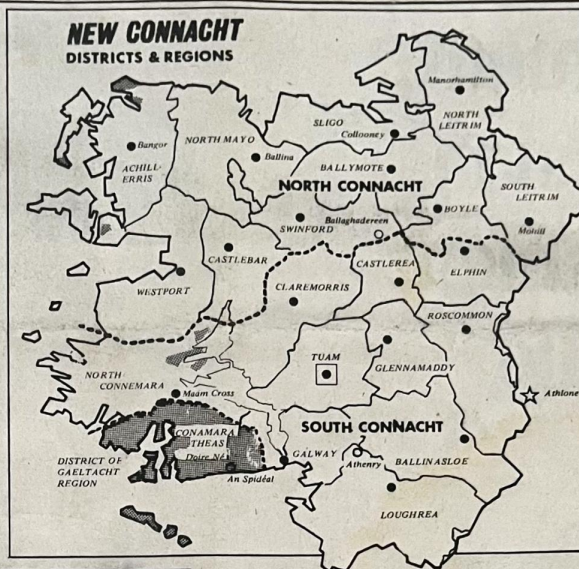 NEW CONNACHT
DISTRICTS & REGIONS
Manorhamilton
SLIGO
NORTH
LEITRIM
Collooney
NORTH MAYO
Bangor
Ballina
ACHILL-
ERRIS
BALLYMOTE
NORTH CONNACHT
SOUTH
LEITRIM
BOYLE
SWINFORD
Ballaghadereen
Mohill
CASTLEBAR
CASTLEREA
ELPHIN
WESTPORT
CLAREMORRIS
ROSCOMMON
TUAM
GLENNAMADDY
NORTH
CONNEMARA
Maam Cross
Athlone
SOUTH CONNACHT
CONAMARA
THEAS
Doire Né
GALWAY
Athenry
BALLINASLOE
DISTRICT OF
GAELTACHT
REGION
An Spidéal
LOUGHREA